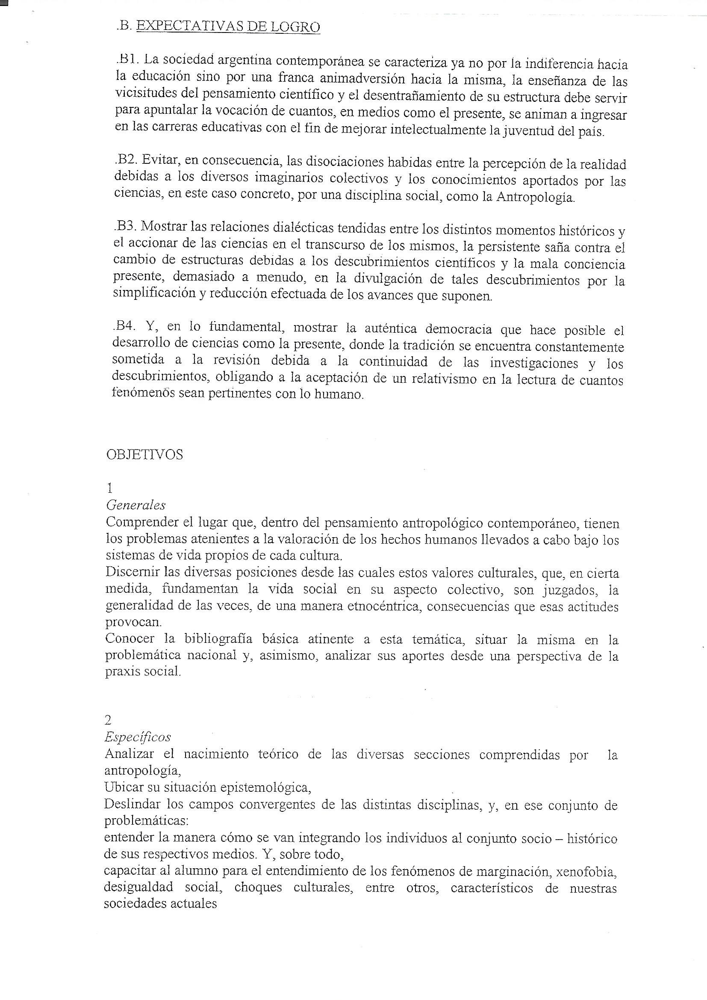 .B. EXPECTATIVAS DE LOGRO
.B1. La sociedad argentina contemporánea se caracteriza ya no por la indiferencia hacia
la educación sino por una franca animadversión hacia la misma, la enseñanza de las
vicisitudes del pensamiento científico y el desentrañamiento de su estructura debe servir
para apuntalar la vocación de cuantos, en medios como el presente, se animan a ingresar
en las carreras educativas con el fin de mejorar intelectualmente la juventud del país.
.B2. Evitar, en consecuencia, las disociaciones habidas entre la percepción de la realidad
debidas a los diversos imaginarios colectivos y los conocimientos aportados por las
ciencias, en este caso concreto, por una disciplina social, como la Antropología.
.B3. Mostrar las relaciones dialécticas tendidas entre los distintos momentos históricos y
el accionar de las ciencias en el transcurso de los mismos, la persistente saña contra el
cambio de estructuras debidas a los descubrimientos científicos y la mala conciencia
presente, demasiado a menudo, en la divulgación de tales descubrimientos por la
simplificación y reducción efectuada de los avances que suponen.
.B4. Y, en lo fundamental, mostrar la auténtica democracia que hace posible el
desarrollo de ciencias como la presente, donde la tradición se encuentra constantemente
sometida a la revisión debida a la continuidad de las investigaciones y los
descubrimientos, obligando a la aceptación de un relativismo en la lectura de cuantos
fenómenos sean pertinentes con lo humano.
OBJETIVOS
1
Generales
Comprender el lugar que, dentro del pensamiento antropológico contemporáneo, tienen
los problemas atenientes a la valoración de los hechos humanos llevados a cabo bajo los
sistemas de vida propios de cada cultura.
Discernir las diversas posiciones desde las cuales estos valores culturales, que, en cierta
medida, fundamentan la vida social en su aspecto colectivo, son juzgados, la
generalidad de las veces, de una manera etnocéntrica, consecuencias que esas actitudes
provocan.
Conocer la bibliografía básica atinente a esta temática, situar la misma en la
problemática nacional y, asimismo, analizar sus aportes desde una perspectiva de la
praxis social.
2
Específicos
Analizar el nacimiento teórico de las diversas secciones comprendidas por la
antropología,
Ubicar su situación epistemológica,
Deslindar los campos convergentes de las distintas disciplinas, y, en ese conjunto de
problemáticas:
entender la manera cómo se van integrando los individuos al conjunto socio – histórico
de sus respectivos medios. Y, sobre todo,
capacitar al alumno para el entendimiento de los fenómenos de marginación, xenofobia,
desigualdad social, choques culturales, entre otros, característicos de nuestras
sociedades actuales